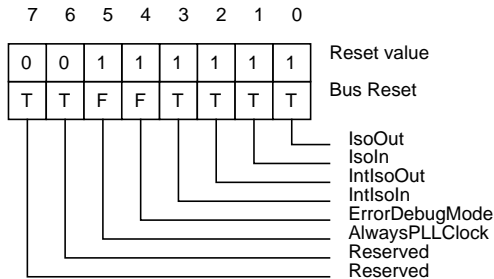 7 6 5 4 3 2 1 0
0 0 1 1 1 1 1 1 Reset value
T T F F T T T T Bus Reset
IsoOut
IsoIn
IntIsoOut
IntIsoIn
ErrorDebugMode
AlwaysPLLClock
Reserved
Reserved